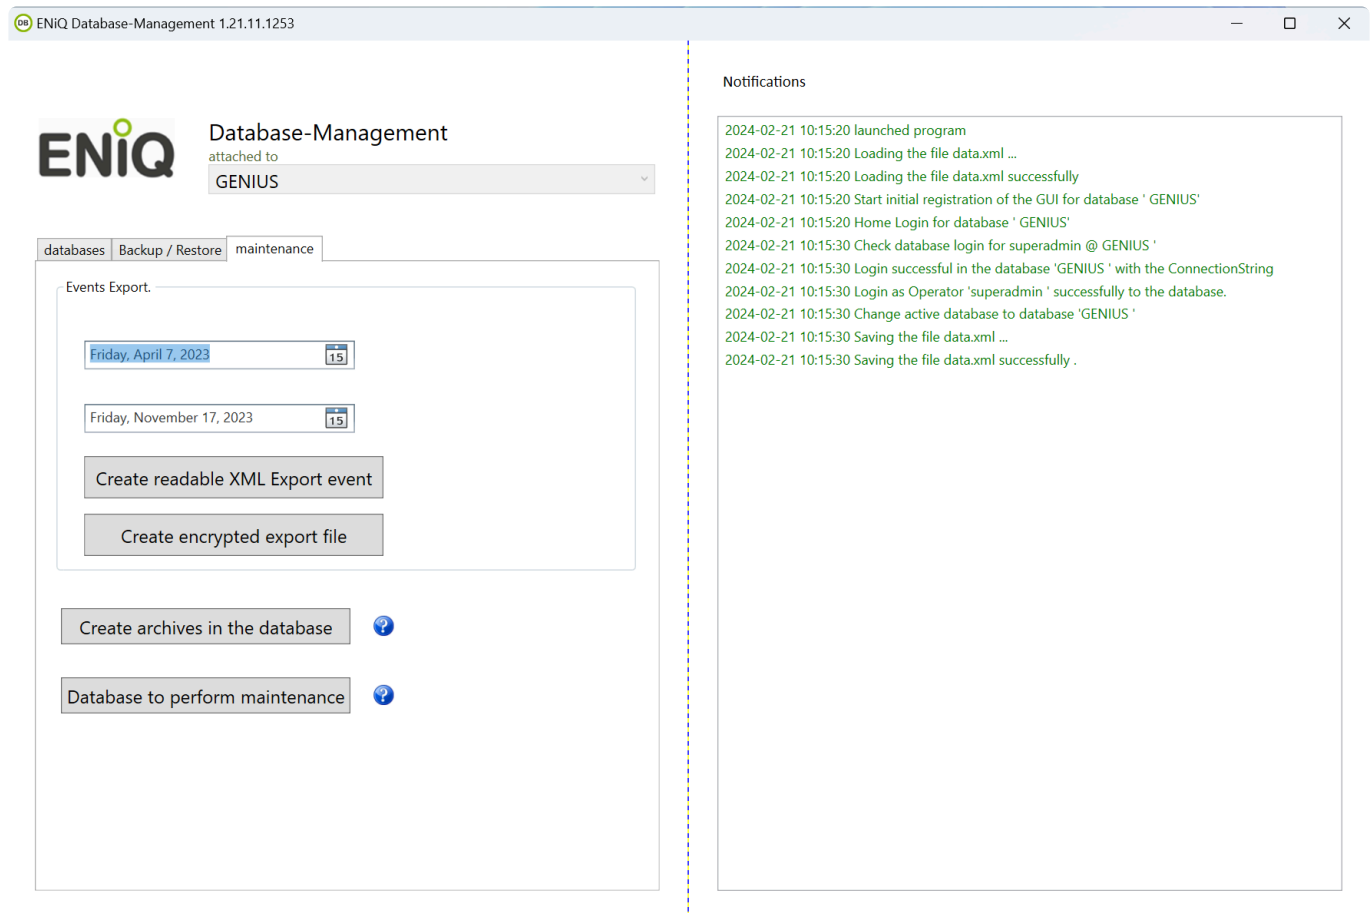 DB ENiQ Database-Management 1.21.11.1253
ENiQ
Database-Management
attached to
GENIUS
databases
Backup / Restore
maintenance
Events Export.
Friday, April 7, 2023
15
Friday, November 17, 2023
15
Create readable XML Export event
Create encrypted export file
Create archives in the database
?
Database to perform maintenance
?
Notifications
2024-02-21 10:15:20 launched program
2024-02-21 10:15:20 Loading the file data.xml ...
2024-02-21 10:15:20 Loading the file data.xml successfully
2024-02-21 10:15:20 Start initial registration of the GUI for database ' GENIUS'
2024-02-21 10:15:20 Home Login for database ' GENIUS'
2024-02-21 10:15:30 Check database login for superadmin @ GENIUS '
2024-02-21 10:15:30 Login successful in the database 'GENIUS ' with the ConnectionString
2024-02-21 10:15:30 Login as Operator 'superadmin ' successfully to the database.
2024-02-21 10:15:30 Change active database to database 'GENIUS '
2024-02-21 10:15:30 Saving the file data.xml ...
2024-02-21 10:15:30 Saving the file data.xml successfully .